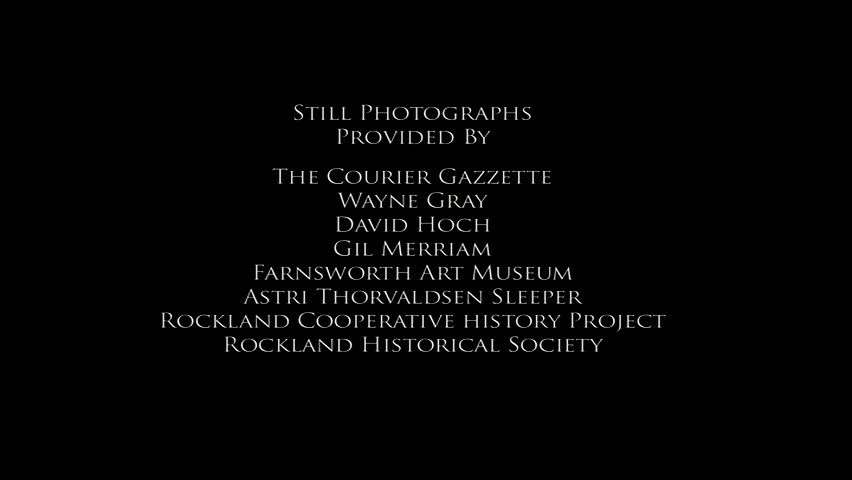 Still Photographs
Provided By
The Courier Gazzette
Wayne Gray
David Hoch
Gil Merriam
Farnsworth Art Museum
Astri Thorvaldsen Sleeper
Rockland Cooperative history Project
Rockland Historical Society